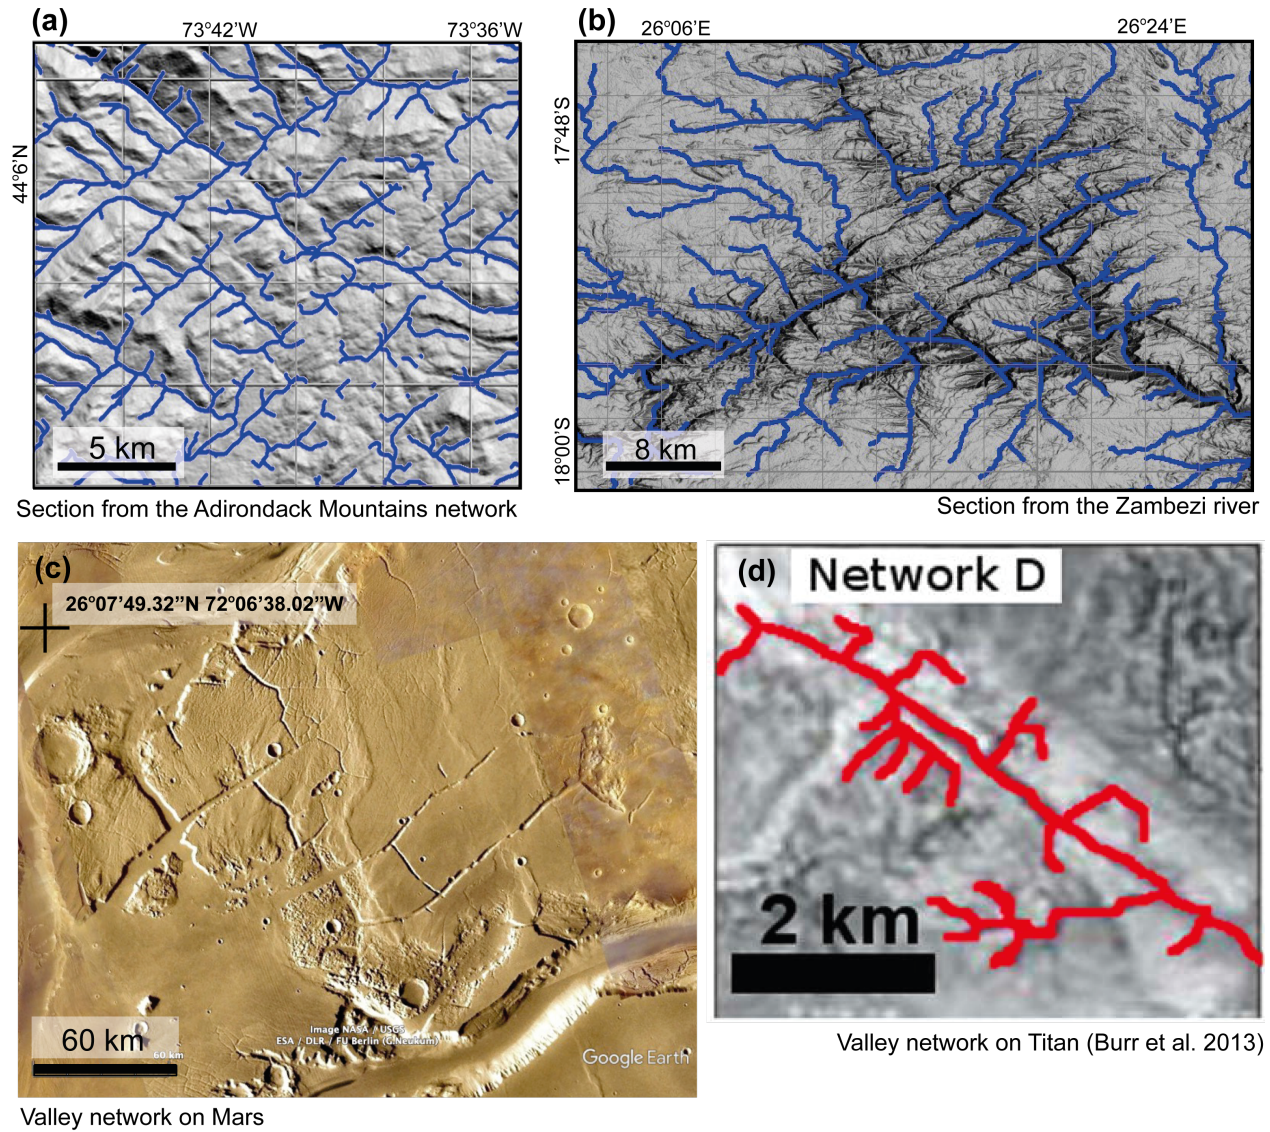 (a)
73°42'W
73°36'W
44°6'N
5 km
Section from the Adirondack Mountains network
(b)
26°06'E
26°24'E
17°48'S
18°00'S
8 km
Section from the Zambezi river
(c)
26°07'49.32"N 72°06'38.02"W
60 km
60 km
Image NASA / USGS
ESA / DLR / FU Berlin (G.Neukum)
Google Earth
Valley network on Mars
(d)
Network D
2 km
Valley network on Titan (Burr et al. 2013)